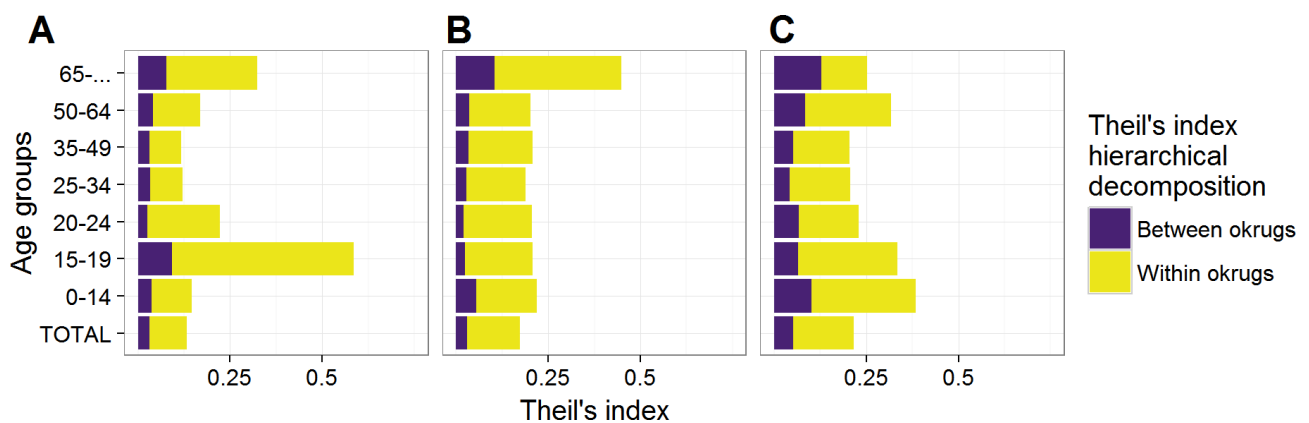 A
B
C
65-...
50-64
35-49
25-34
20-24
15-19
0-14
TOTAL
Age groups
0.25
0.5
0.25
0.5
0.25
0.5
Theil's index
Theil's index
hierarchical
decomposition
Between okrugs
Within okrugs